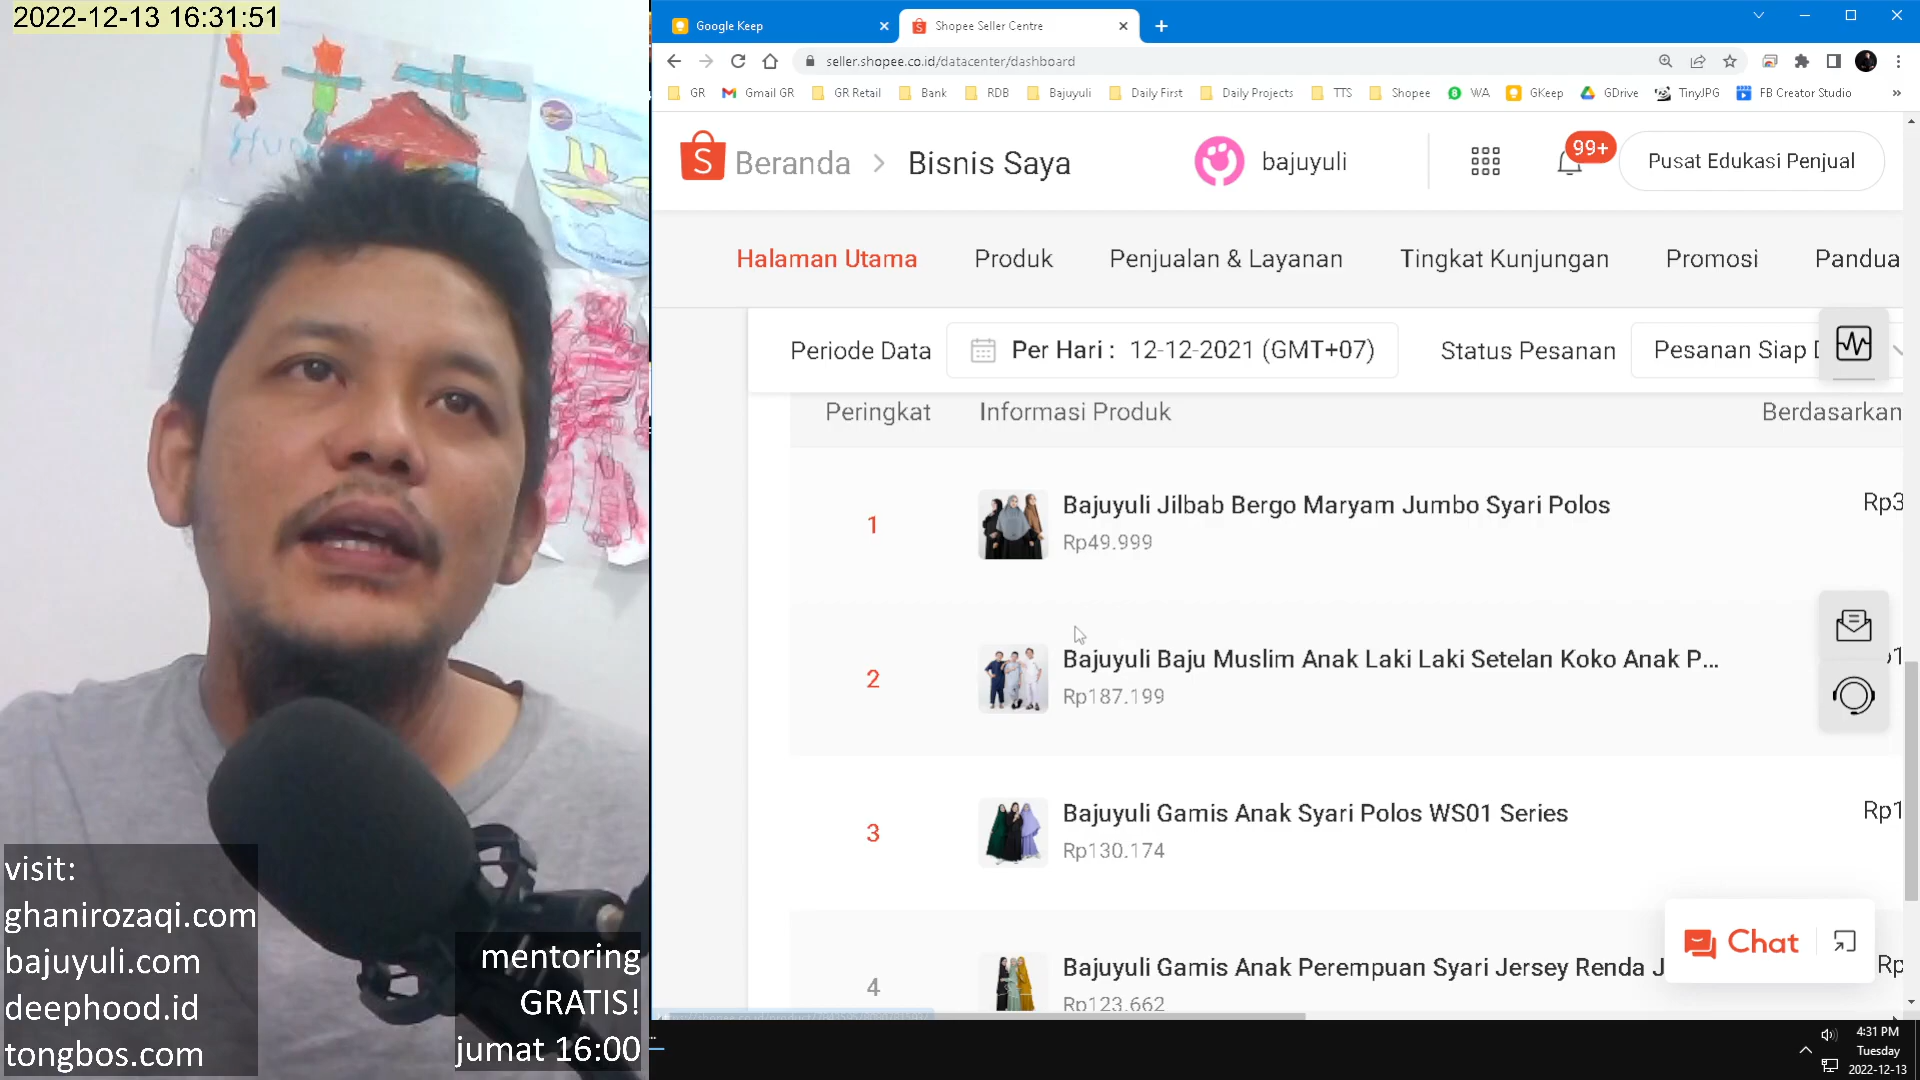 2022-12-13 16:31:51
visit:
ghanirozaqi.com
bajuyuli.com
deephood.id
tongbos.com
mentoring
GRATIS!
jumat 16:00
Google Keep
Shopee Seller Centre
seller.shopee.co.id/datacenter/dashboard
GR
Gmail GR
GR Retail
Bank
RDB
Bajuyuli
Daily First
Daily Projects
TTS
Shopee
WA
GKeep
GDrive
TinyJPG
FB Creator Studio
Beranda > Bisnis Saya
bajuyuli
99+
Pusat Edukasi Penjual
Halaman Utama
Produk
Penjualan & Layanan
Tingkat Kunjungan
Promosi
Pandua
Periode Data
Per Hari : 12-12-2021 (GMT+07)
Status Pesanan
Pesanan Siap
Peringkat
Informasi Produk
Berdasarkan
1
Bajuyuli Jilbab Bergo Maryam Jumbo Syari Polos
Rp49.999
Rp3
2
Bajuyuli Baju Muslim Anak Laki Laki Setelan Koko Anak P...
Rp187.199
3
Bajuyuli Gamis Anak Syari Polos WS01 Series
Rp130.174
Rp1
4
Bajuyuli Gamis Anak Perempuan Syari Jersey Renda J
Rp123.662
Rp
Chat
4:31 PM
Tuesday
2022-12-13